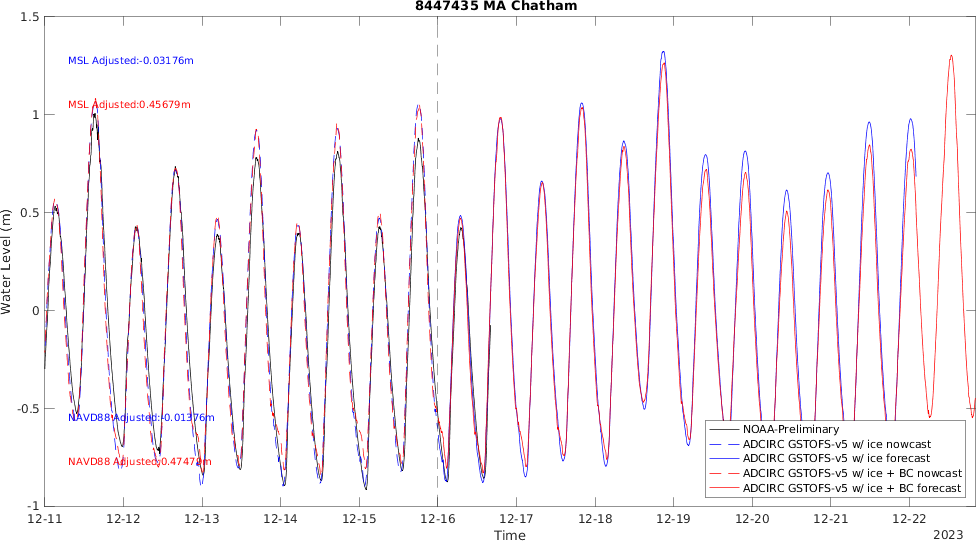 8447435 MA Chatham
1.5
1
0.5
0
-0.5
-1
Water Level (m)
MSL Adjusted:-0.03176m
MSL Adjusted:0.45679m
NAVD88 Adjusted:-0.01376m
NAVD88 Adjusted:0.47479m
NOAA-Preliminary
ADCIRC GSTOFS-v5 w/ ice nowcast
ADCIRC GSTOFS-v5 w/ ice forecast
ADCIRC GSTOFS-v5 w/ ice + BC nowcast
ADCIRC GSTOFS-v5 w/ ice + BC forecast
12-11 12-12 12-13 12-14 12-15 12-16 12-17 12-18 12-19 12-20 12-21 12-22
Time
2023